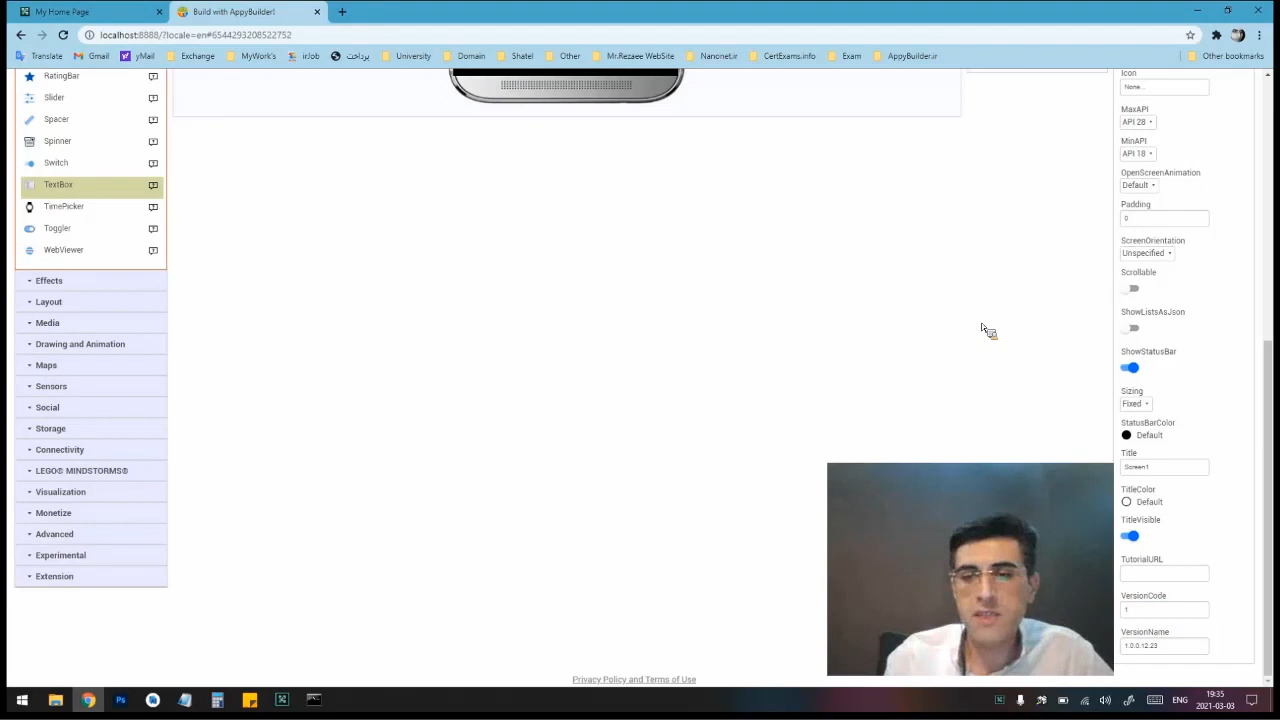 My Home Page
Build with AppyBuilder!
localhost:8888/?locale=en#6544293208522752
Translate
Gmail
yMail
Exchange
MyWork's
irJob
پرداخت
University
Domain
Shatel
Other
Mr.Rezaee WebSite
Nanonet.ir
CertExams.info
Exam
AppyBuilder.ir
Other bookmarks
RatingBar
Slider
Spacer
Spinner
Switch
TextBox
TimePicker
Toggler
WebViewer
Effects
Layout
Media
Drawing and Animation
Maps
Sensors
Social
Storage
Connectivity
LEGO® MINDSTORMS®
Visualization
Monetize
Advanced
Experimental
Extension
Privacy Policy and Terms of Use
Icon
None...
MaxAPI
API 28
MinAPI
API 18
OpenScreenAnimation
Default
Padding
0
ScreenOrientation
Unspecified
Scrollable
ShowListsAsJson
ShowStatusBar
Sizing
Fixed
StatusBarColor
Default
Title
Screen1
TitleColor
Default
TitleVisible
TutorialURL
VersionCode
1
VersionName
1.0.0.12.23
ENG
19:35
2021-03-03